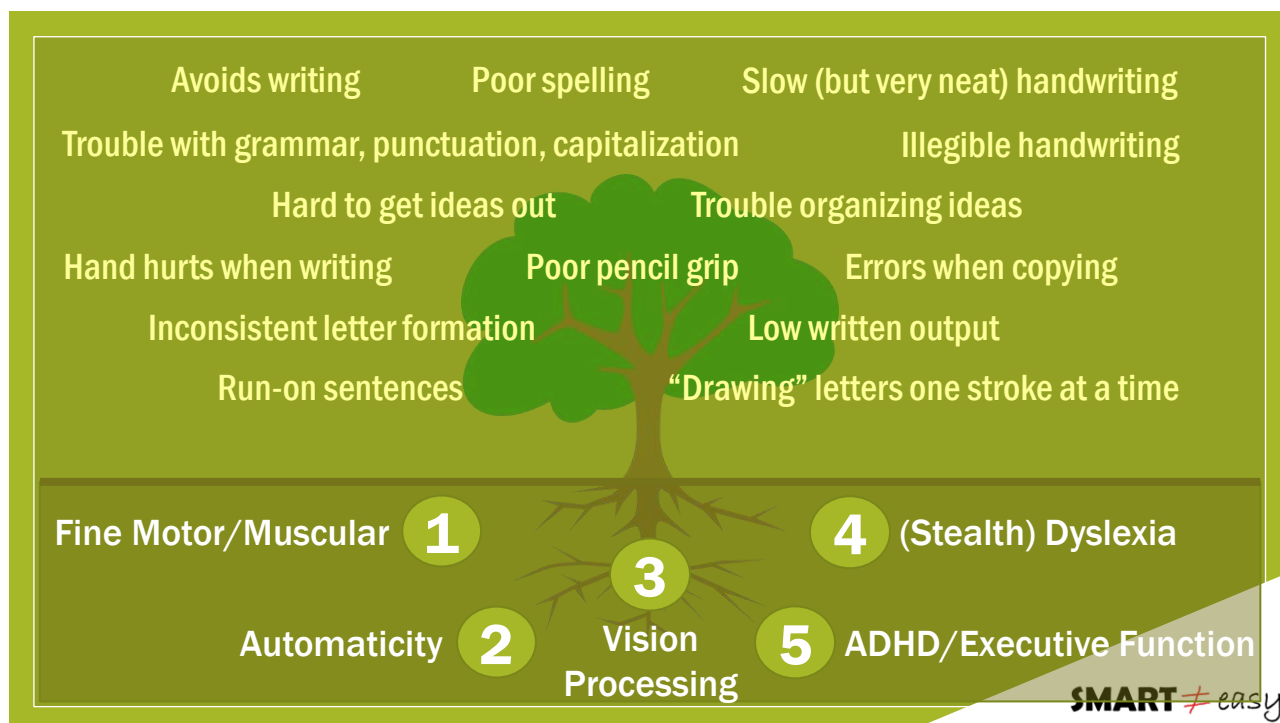 Avoids writing
Poor spelling
Slow (but very neat) handwriting
Trouble with grammar, punctuation, capitalization
Illegible handwriting
Hard to get ideas out
Trouble organizing ideas
Hand hurts when writing
Poor pencil grip
Errors when copying
Inconsistent letter formation
Low written output
Run-on sentences
“Drawing” letters one stroke at a time
Fine Motor/Muscular 1
4 (Stealth) Dyslexia
3
Vision
Processing
Automaticity 2
5 ADHD/Executive Function
SMART ≠ easy